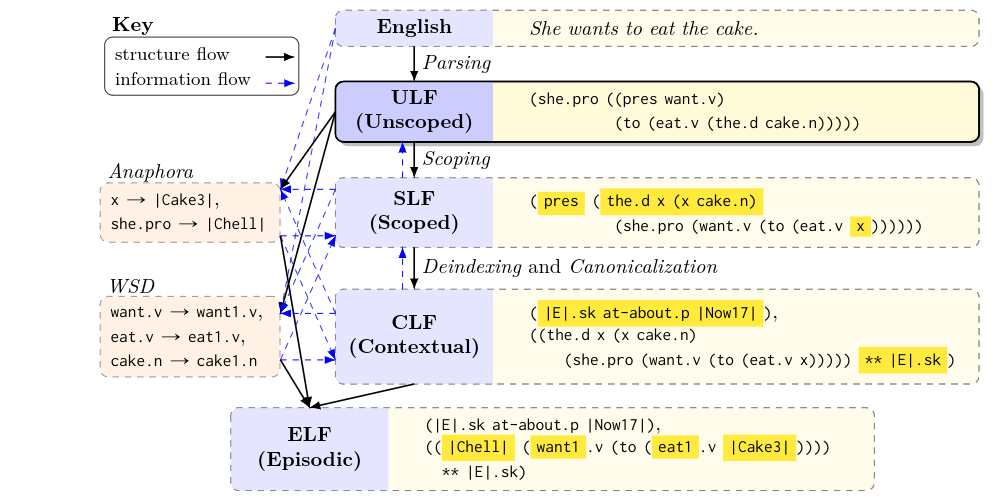 Key
structure flow
information flow
English
She wants to eat the cake.
Parsing
ULF
(Unscoped)
(she.pro ((pres want.v)
(to (eat.v (the.d cake.n)))))
Scoping
Anaphora
x → |Cake3|,
she.pro → |Chell|
SLF
(Scoped)
(pres (the.d x (x cake.n)
(she.pro (want.v (to (eat.v x))))))
Deindexing and Canonicalization
WSD
want.v → want1.v,
eat.v → eat1.v,
cake.n → cake1.n
CLF
(Contextual)
(|E|.sk at-about.p |Now17|),
((the.d x (x cake.n)
(she.pro (want.v (to (eat.v x))))) ** |E|.sk)
ELF
(Episodic)
(|E|.sk at-about.p |Now17|),
((|Chell| (want1.v (to (eat1.v |Cake3|))))
** |E|.sk)